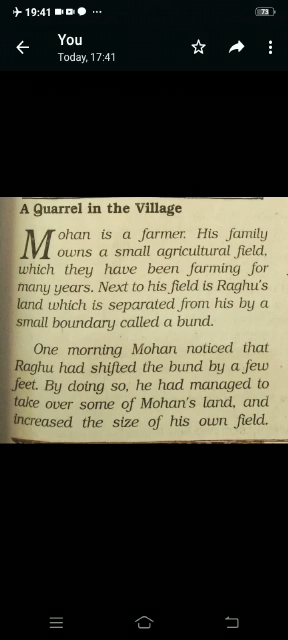 19:41
73
You
Today, 17:41
A Quarrel in the Village
Mohan is a farmer. His family
owns a small agricultural field,
which they have been farming for
many years. Next to his field is Raghu's
land which is separated from his by a
small boundary called a bund.
One morning Mohan noticed that
Raghu had shifted the bund by a few
feet. By doing so, he had managed to
take over some of Mohan's land, and
increased the size of his own field.